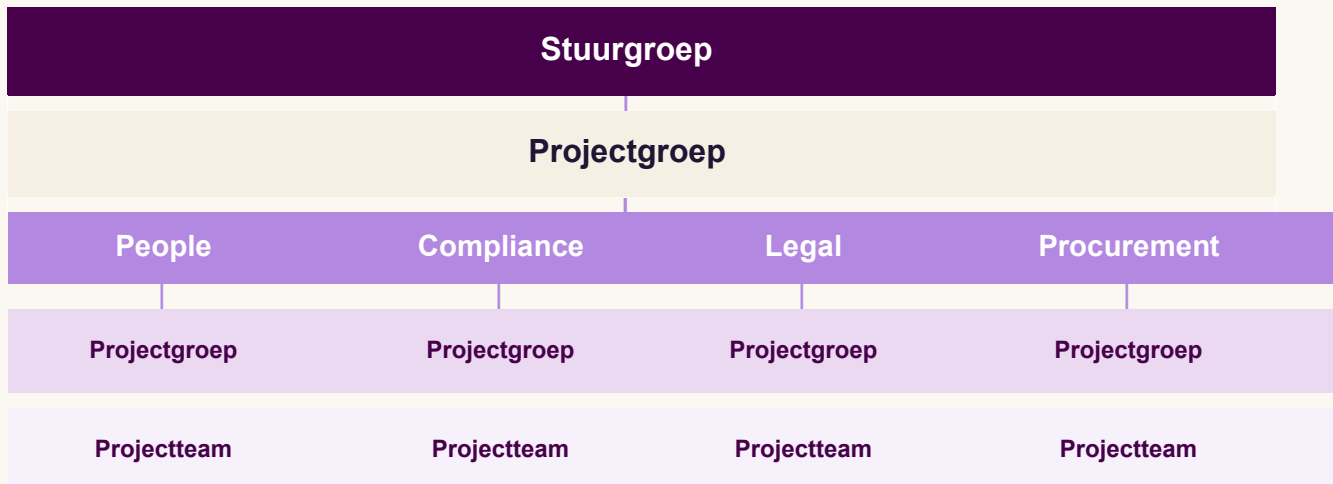 Stuurgroep
Projectgroep
People Compliance Legal Procurement
Projectgroep Projectgroep Projectgroep Projectgroep
Projectteam Projectteam Projectteam Projectteam